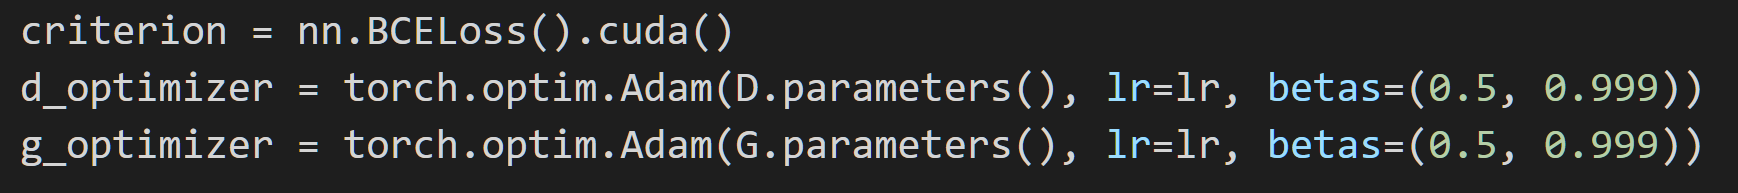 criterion = nn.BCELoss().cuda()
d_optimizer = torch.optim.Adam(D.parameters(), lr=lr, betas=(0.5, 0.999))
g_optimizer = torch.optim.Adam(G.parameters(), lr=lr, betas=(0.5, 0.999))